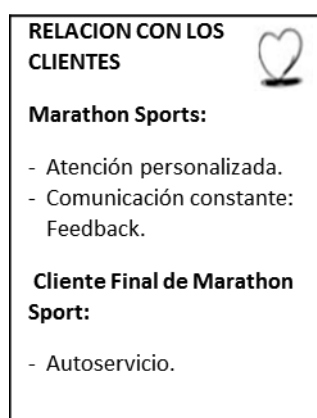 RELACION CON LOS
CLIENTES
Marathon Sports:
- Atención personalizada.
- Comunicación constante:
Feedback.
Cliente Final de Marathon
Sport:
- Autoservicio.